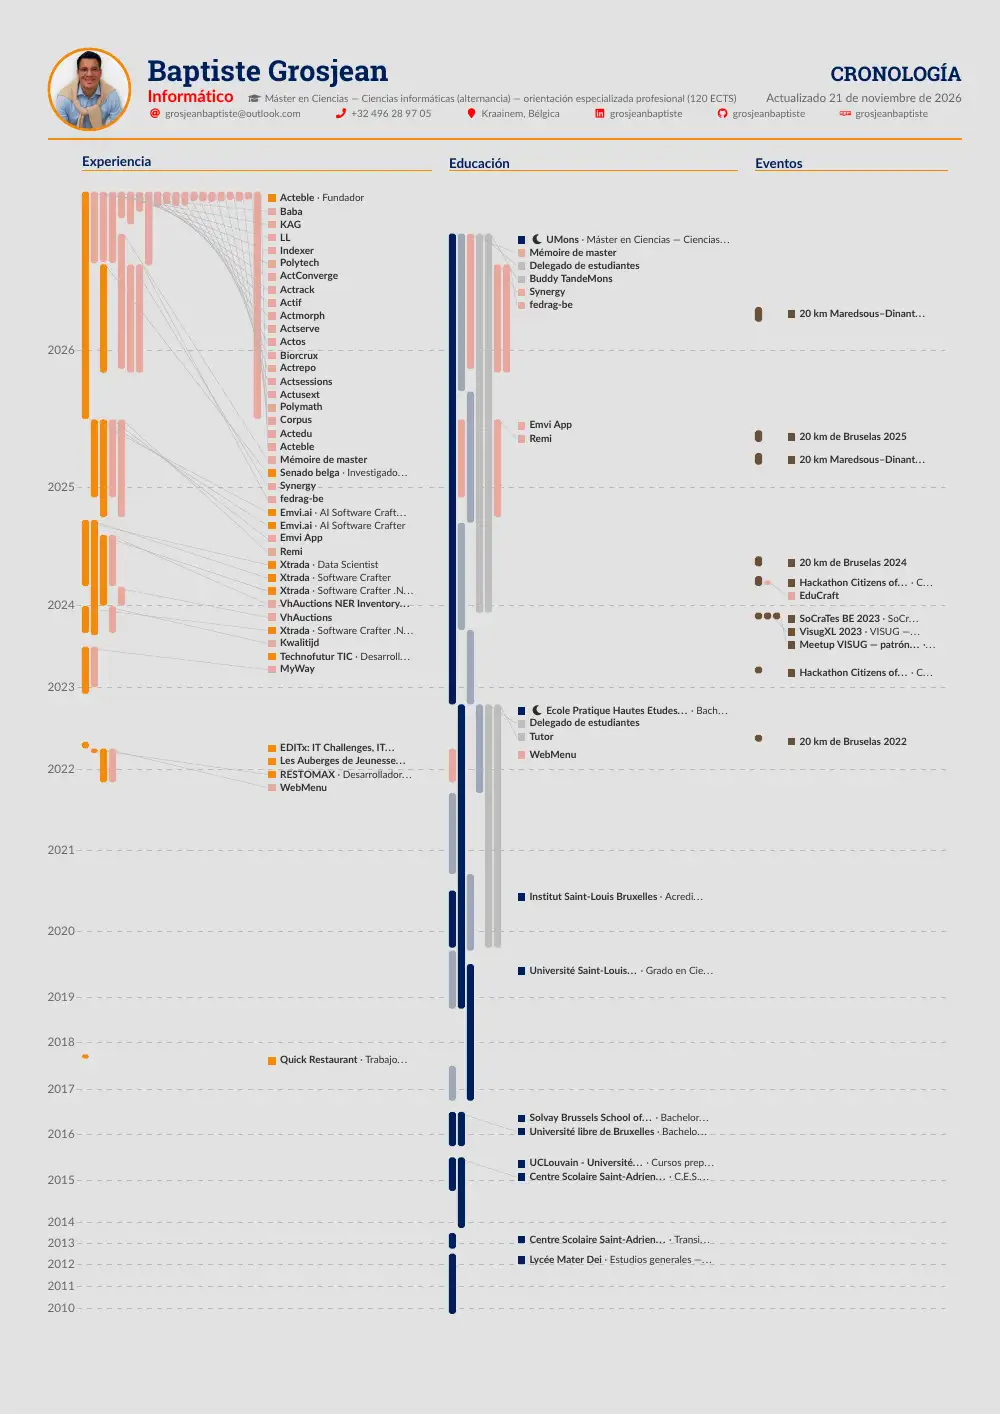 Baptiste Grosjean
CRONOLOGÍA
Informático
Máster en Ciencias — Ciencias informáticas (alternancia) — orientación especializada profesional (120 ECTS)
Actualizado 21 de noviembre de 2026
grosjeanbaptiste@outlook.com
+32 496 28 97 05
Kraainem, Bélgica
grosjeanbaptiste
grosjeanbaptiste
grosjeanbaptiste
Experiencia
Acteble · Fundador
Baba
KAG
LL
Indexer
Polytech
ActConverge
Actrack
Actif
Actmorph
Actserve
Actos
Biorcrux
Actrepo
Actsessions
Actusext
Polymath
Corpus
Actedu
Acteble
Mémoire de master
Senado belga · Investigado…
Synergy
fedrag-be
Emvi.ai · AI Software Craft…
Emvi.ai · AI Software Crafter
Emvi App
Remi
Xtrada · Data Scientist
Xtrada · Software Crafter
Xtrada · Software Crafter .N…
VhAuctions NER Inventory…
VhAuctions
Xtrada · Software Crafter .N…
Kwalitijd
Technofutur TIC · Desarroll…
MyWay
EDITx: IT Challenges, IT…
Les Auberges de Jeunesse…
RESTOMAX · Desarrollador…
WebMenu
Quick Restaurant · Trabajo…
Educación
UMons · Máster en Ciencias — Ciencias…
Mémoire de master
Delegado de estudiantes
Buddy TandeMons
Synergy
fedrag-be
Emvi App
Remi
Ecole Pratique Hautes Etudes… · Bach…
Delegado de estudiantes
Tutor
WebMenu
Institut Saint-Louis Bruxelles · Acredi…
Université Saint-Louis… · Grado en Cie…
Solvay Brussels School of… · Bachelor…
Université libre de Bruxelles · Bachelo…
UCLouvain - Université… · Cursos prep…
Centre Scolaire Saint-Adrien… · C.E.S.…
Centre Scolaire Saint-Adrien… · Transi…
Lycée Mater Dei · Estudios generales —…
Eventos
20 km Maredsous–Dinant…
20 km de Bruselas 2025
20 km Maredsous–Dinant…
20 km de Bruselas 2024
Hackathon Citizens of… · C…
EduCraft
SoCraTes BE 2023 · SoCr…
VisugXL 2023 · VISUG —…
Meetup VISUG — patrón… ·…
Hackathon Citizens of… · C…
20 km de Bruselas 2022
2026
2025
2024
2023
2022
2021
2020
2019
2018
2017
2016
2015
2014
2013
2012
2011
2010